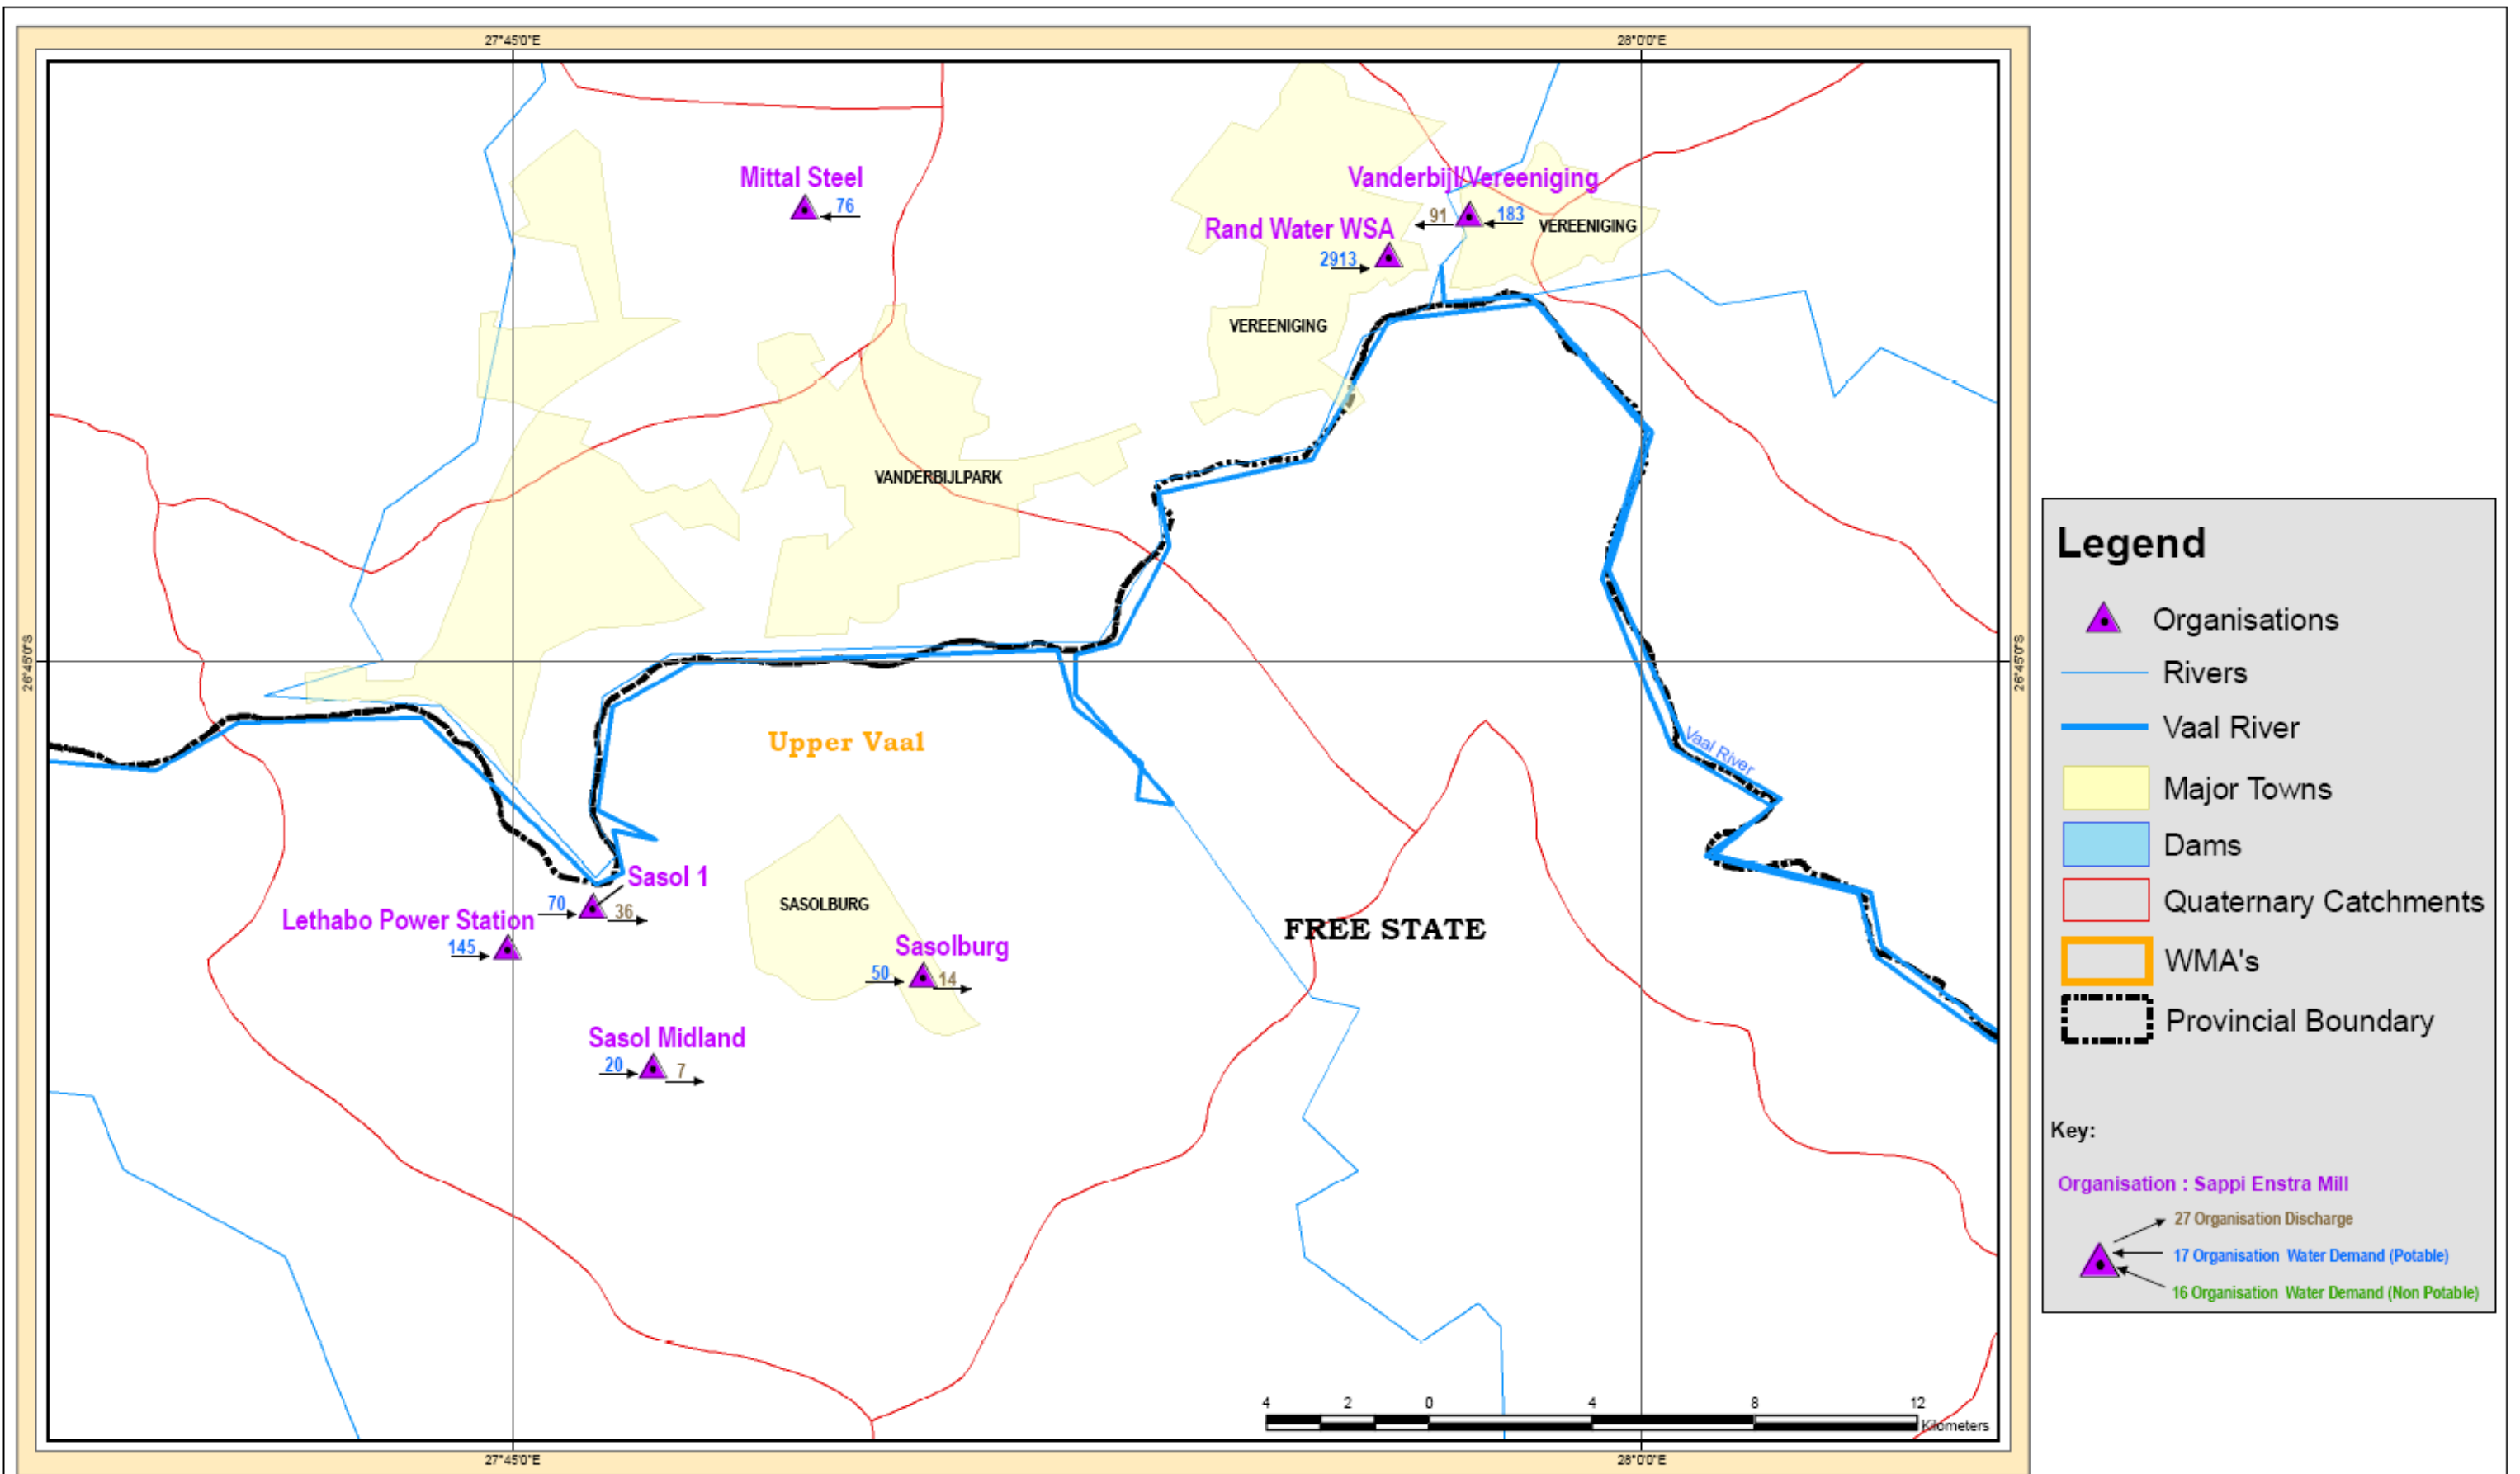 27°45'0"E
28°0'0"E
Mittal Steel
76
Vanderbijl/Vereeniging
91
183
VEREENIGING
Rand Water WSA
2913
VEREENIGING
VANDERBIJLPARK
26°45'0"S
26°45'0"S
Upper Vaal
Vaal River
Sasol 1
70
36
SASOLBURG
Lethabo Power Station
145
FREE STATE
Sasolburg
50
14
Sasol Midland
20
7
4 2 0 4 8 12
Kilometers
27°45'0"E
28°0'0"E
Legend
Organisations
Rivers
Vaal River
Major Towns
Dams
Quaternary Catchments
WMA's
Provincial Boundary
Key:
Organisation : Sappi Enstra Mill
27 Organisation Discharge
17 Organisation Water Demand (Potable)
16 Organisation Water Demand (Non Potable)